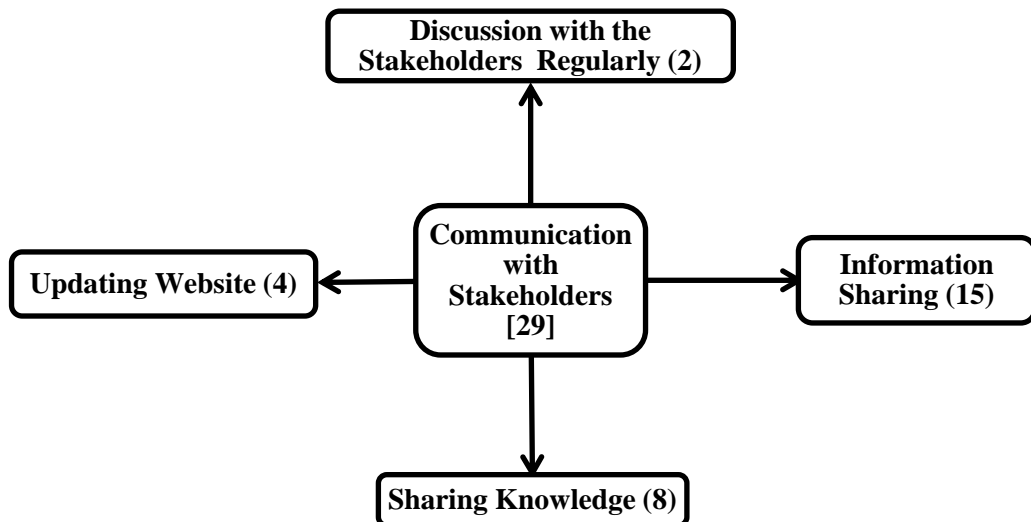 Discussion with the
Stakeholders  Regularly (2)
Communication
with
Stakeholders
[29]
Updating Website (4)
Information
Sharing (15)
Sharing Knowledge (8)